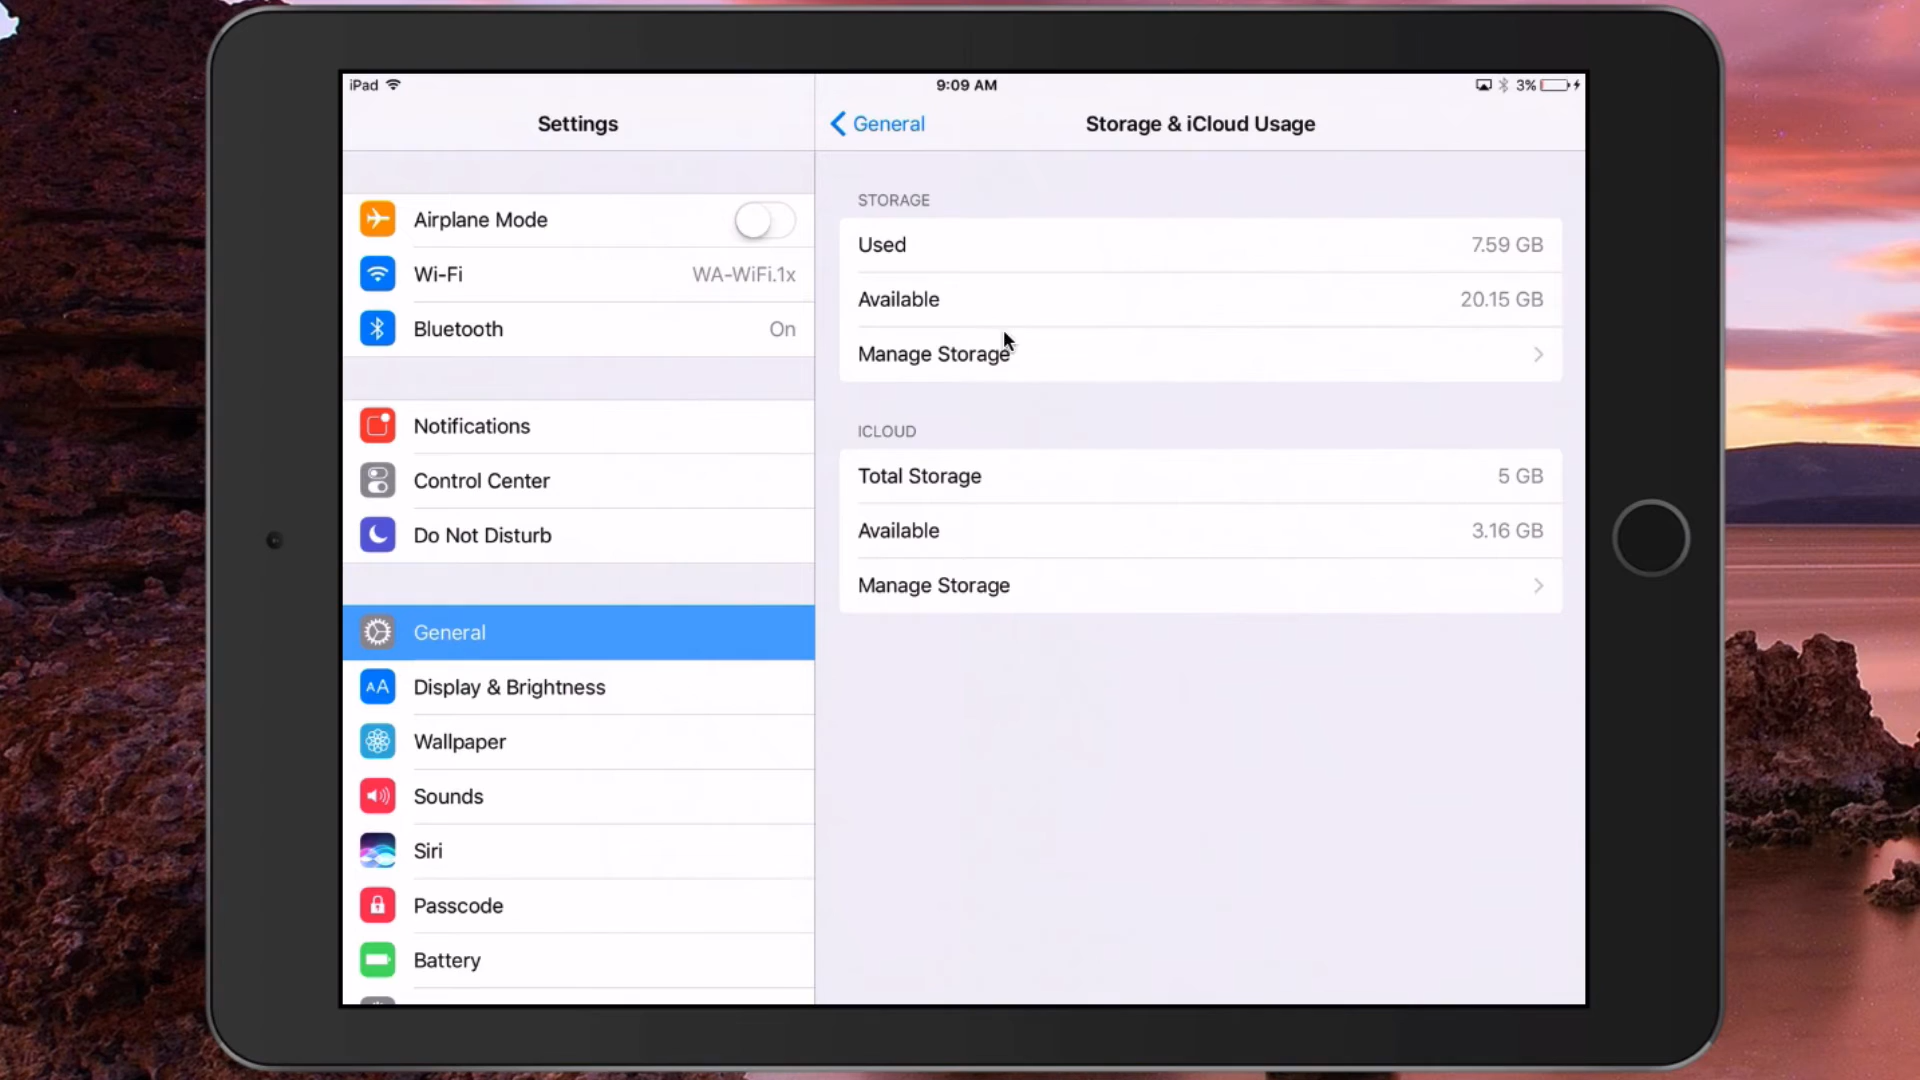 iPad
9:09 AM
3%
Settings
General
Storage & iCloud Usage
Airplane Mode
Wi-Fi WA-WiFi.1x
Bluetooth On
Notifications
Control Center
Do Not Disturb
General
AA Display & Brightness
Wallpaper
Sounds
Siri
Passcode
Battery
STORAGE
Used 7.59 GB
Available 20.15 GB
Manage Storage
ICLOUD
Total Storage 5 GB
Available 3.16 GB
Manage Storage